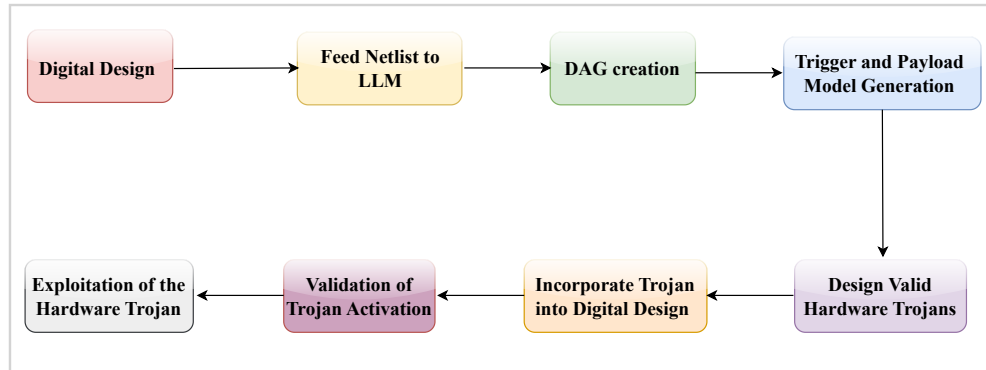 Digital Design
Feed Netlist to
LLM
DAG creation
Trigger and Payload
Model Generation
Design Valid
Hardware Trojans
Incorporate Trojan
into Digital Design
Validation of
Trojan Activation
Exploitation of the
Hardware Trojan